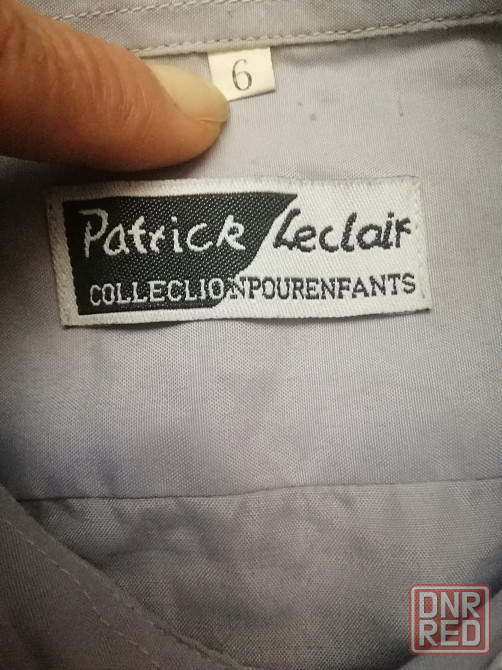 6
Patrick Leclair
COLLECLIONPOURENFANTS
DNR
RED